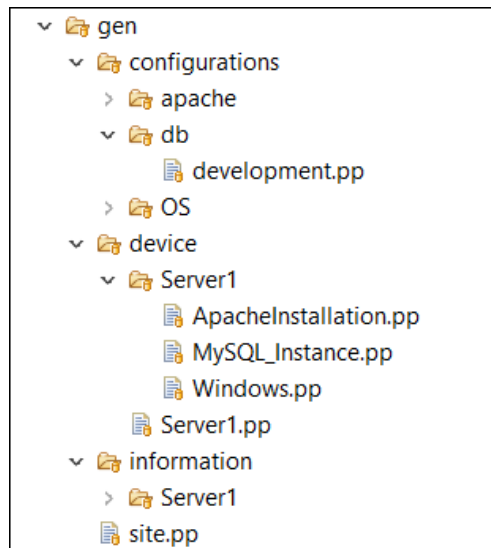 gen
configurations
apache
db
development.pp
OS
device
Server1
ApacheInstallation.pp
MySQL_Instance.pp
Windows.pp
Server1.pp
information
Server1
site.pp